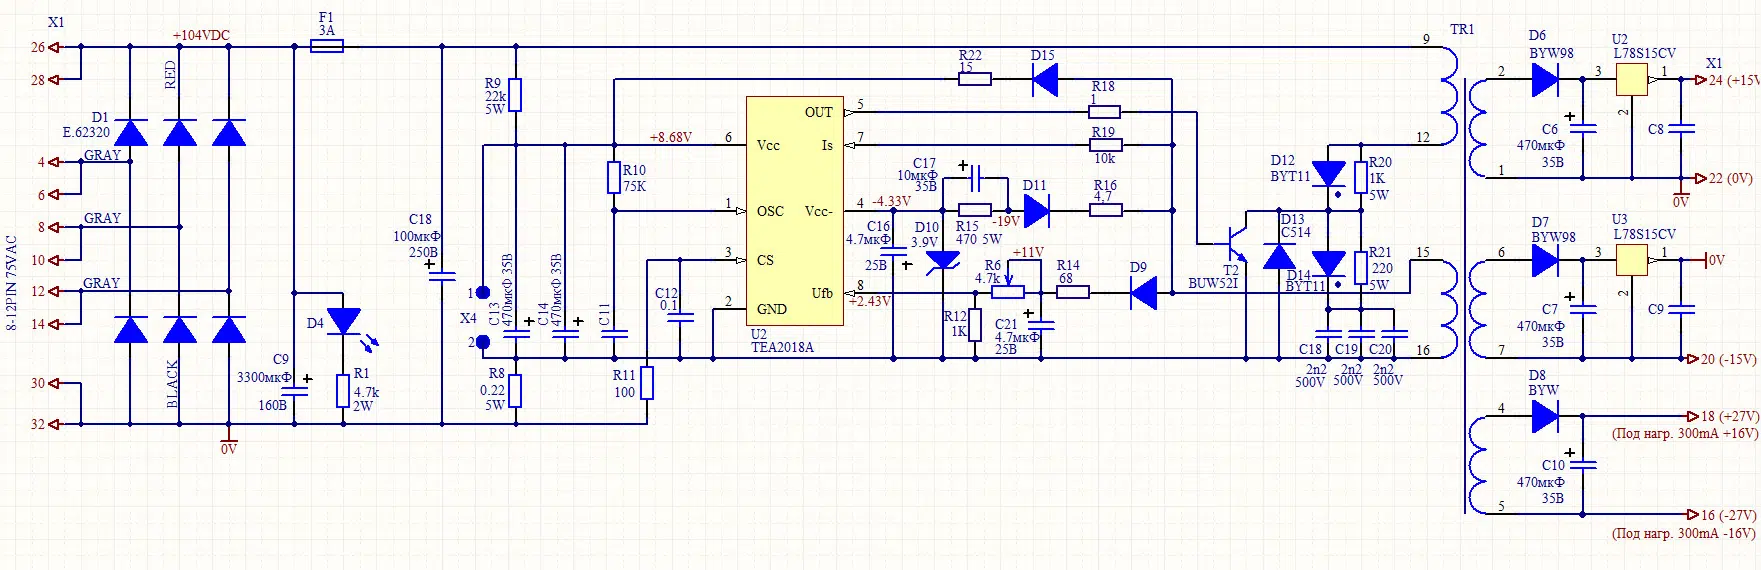 X1
26
28
4
6
8
10
12
14
30
32
8-12PIN 75VAC
+104VDC
RED
D1
E.62320
GRAY
GRAY
GRAY
BLACK
0V
F1
3A
D4
R1
4.7k
2W
C9
3300мкФ
160В
C18
100мкФ
250В
R9
22k
5W
X4
1
2
C13
470мкФ 35В
C14
470мкФ 35В
C11
R8
0.22
5W
R10
75K
R11
100
C12
0.1
+8.68V
6
1
3
2
Vcc
OSC
CS
GND
OUT
Is
Vcc-
Ufb
5
7
4
8
U2
TEA2018A
-4.33V
+2.43V
C16
4.7мкФ
25В
D10
3.9V
C17
10мкФ
35В
R15
470 5W
-19V
+11V
R6
4.7k
R12
1K
C21
4.7мкФ
25В
R14
68
D9
D11
R16
4,7
R22
15
D15
R18
1
R19
10k
T2
BUW52I
D13
C514
D12
BYT11
D14
BYT11
R20
1K
5W
R21
220
5W
C18
2n2
500V
C19
2n2
500V
C20
2n2
500V
TR1
9
12
15
16
2
1
6
7
4
5
D6
BYW98
C6
470мкФ
35В
U2
L78S15CV
3
1
2
C8
X1
24 (+15V
22 (0V)
0V
D7
BYW98
C7
470мкФ
35В
U3
L78S15CV
3
1
2
C9
0V
20 (-15V)
D8
BYW
C10
470мкФ
35В
18 (+27V)
(Под нагр. 300mA +16V)
16 (-27V)
(Под нагр. 300mA -16V)